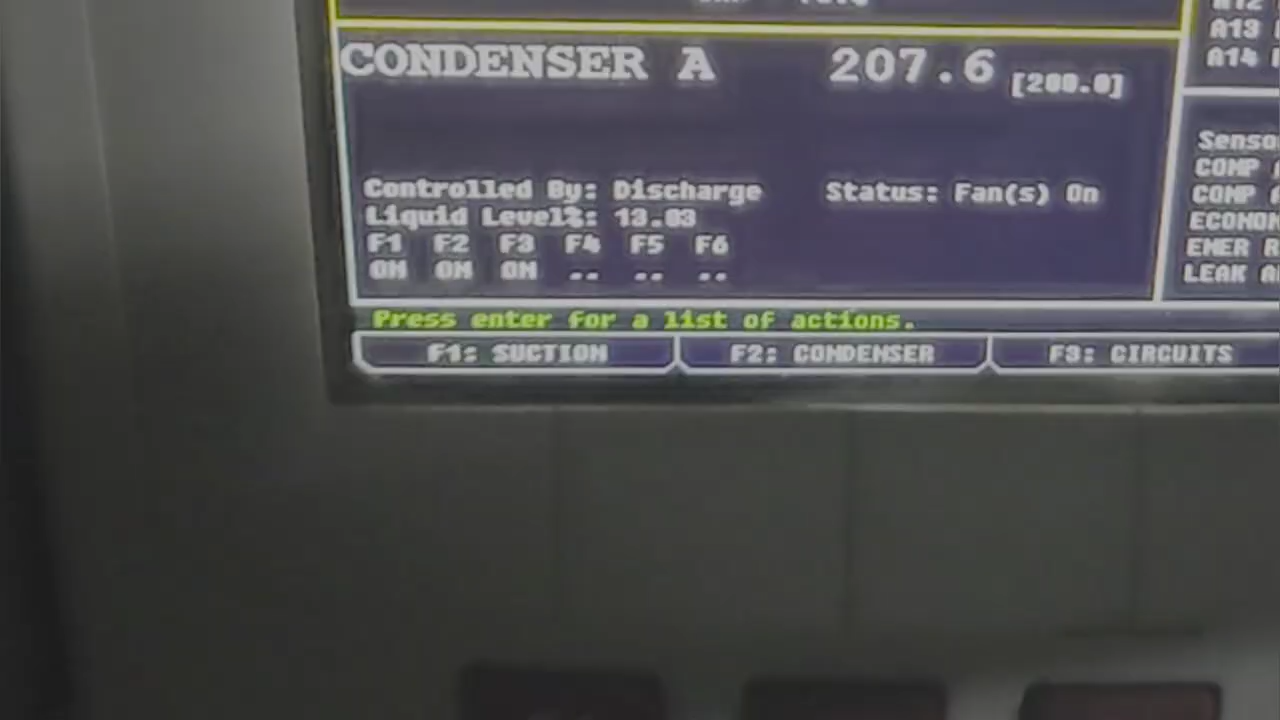 CONDENSER A 207.6 [200.0]
Controlled By: Discharge Status: Fan(s) On
Liquid Level%: 13.03
F1 F2 F3 F4 F5 F6
ON ON ON -- -- --
Press enter for a list of actions.
F1: SUCTION F2: CONDENSER F3: CIRCUITS
A12
A13
A14
COMP
COMP
EMER R
LEAK A